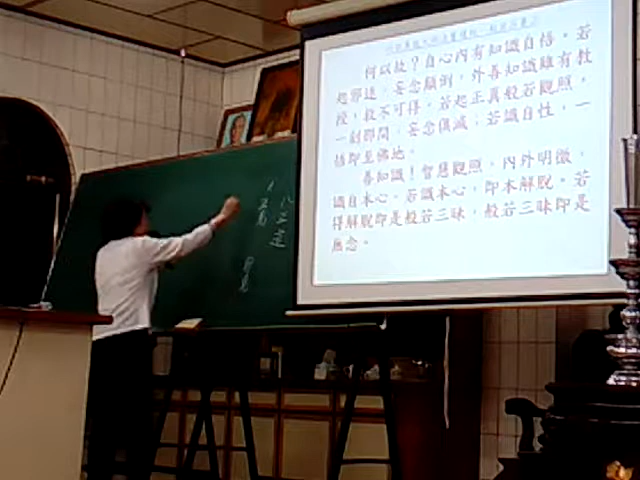 何以故？自心內有知識自悟。若
起邪迷，妄念顛倒，外善知識雖有教
授，救不可得。若起正真般若觀照，
一剎那間，妄念俱滅；若識自性，一
悟即至佛地。
善知識！智慧觀照，內外明徹，
識自本心。若識本心，即本解脫。若
得解脫即是般若三昧，般若三昧即是
無念。
八正道
正見